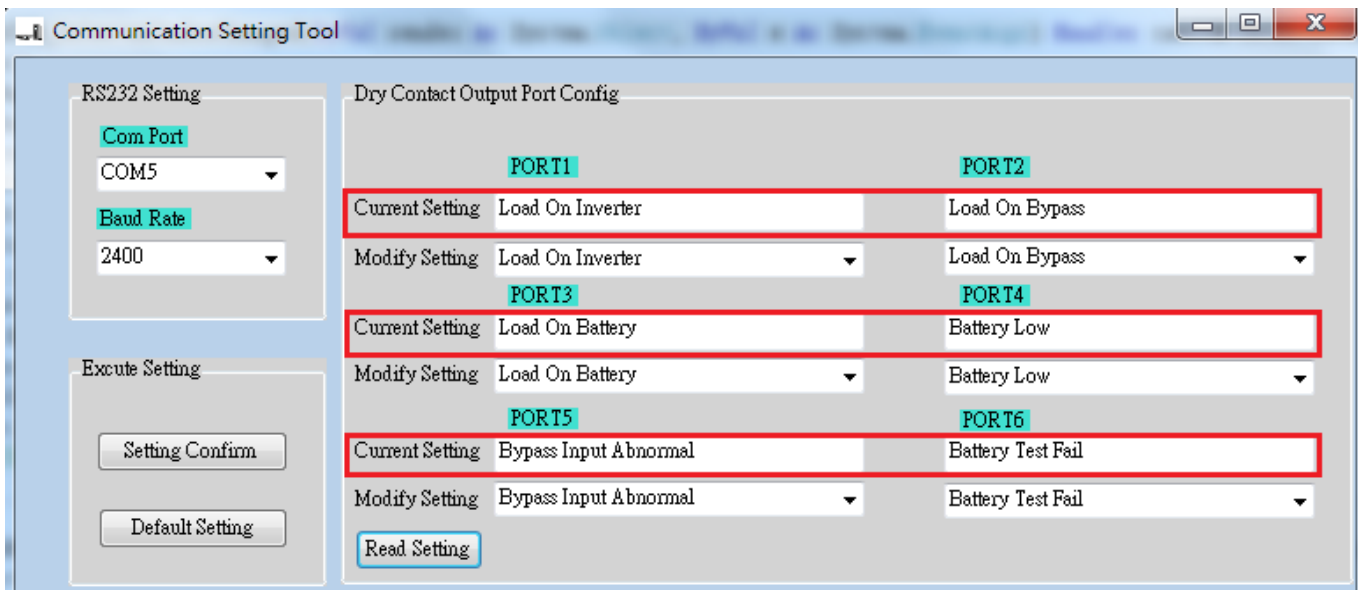 Communication Setting Tool
RS232 Setting
Com Port
COM5
Baud Rate
2400
Excute Setting
Setting Confirm
Default Setting
Dry Contact Output Port Config
PORT1 PORT2
Current Setting Load On Inverter Load On Bypass
Modify Setting Load On Inverter Load On Bypass
PORT3 PORT4
Current Setting Load On Battery Battery Low
Modify Setting Load On Battery Battery Low
PORT5 PORT6
Current Setting Bypass Input Abnormal Battery Test Fail
Modify Setting Bypass Input Abnormal Battery Test Fail
Read Setting